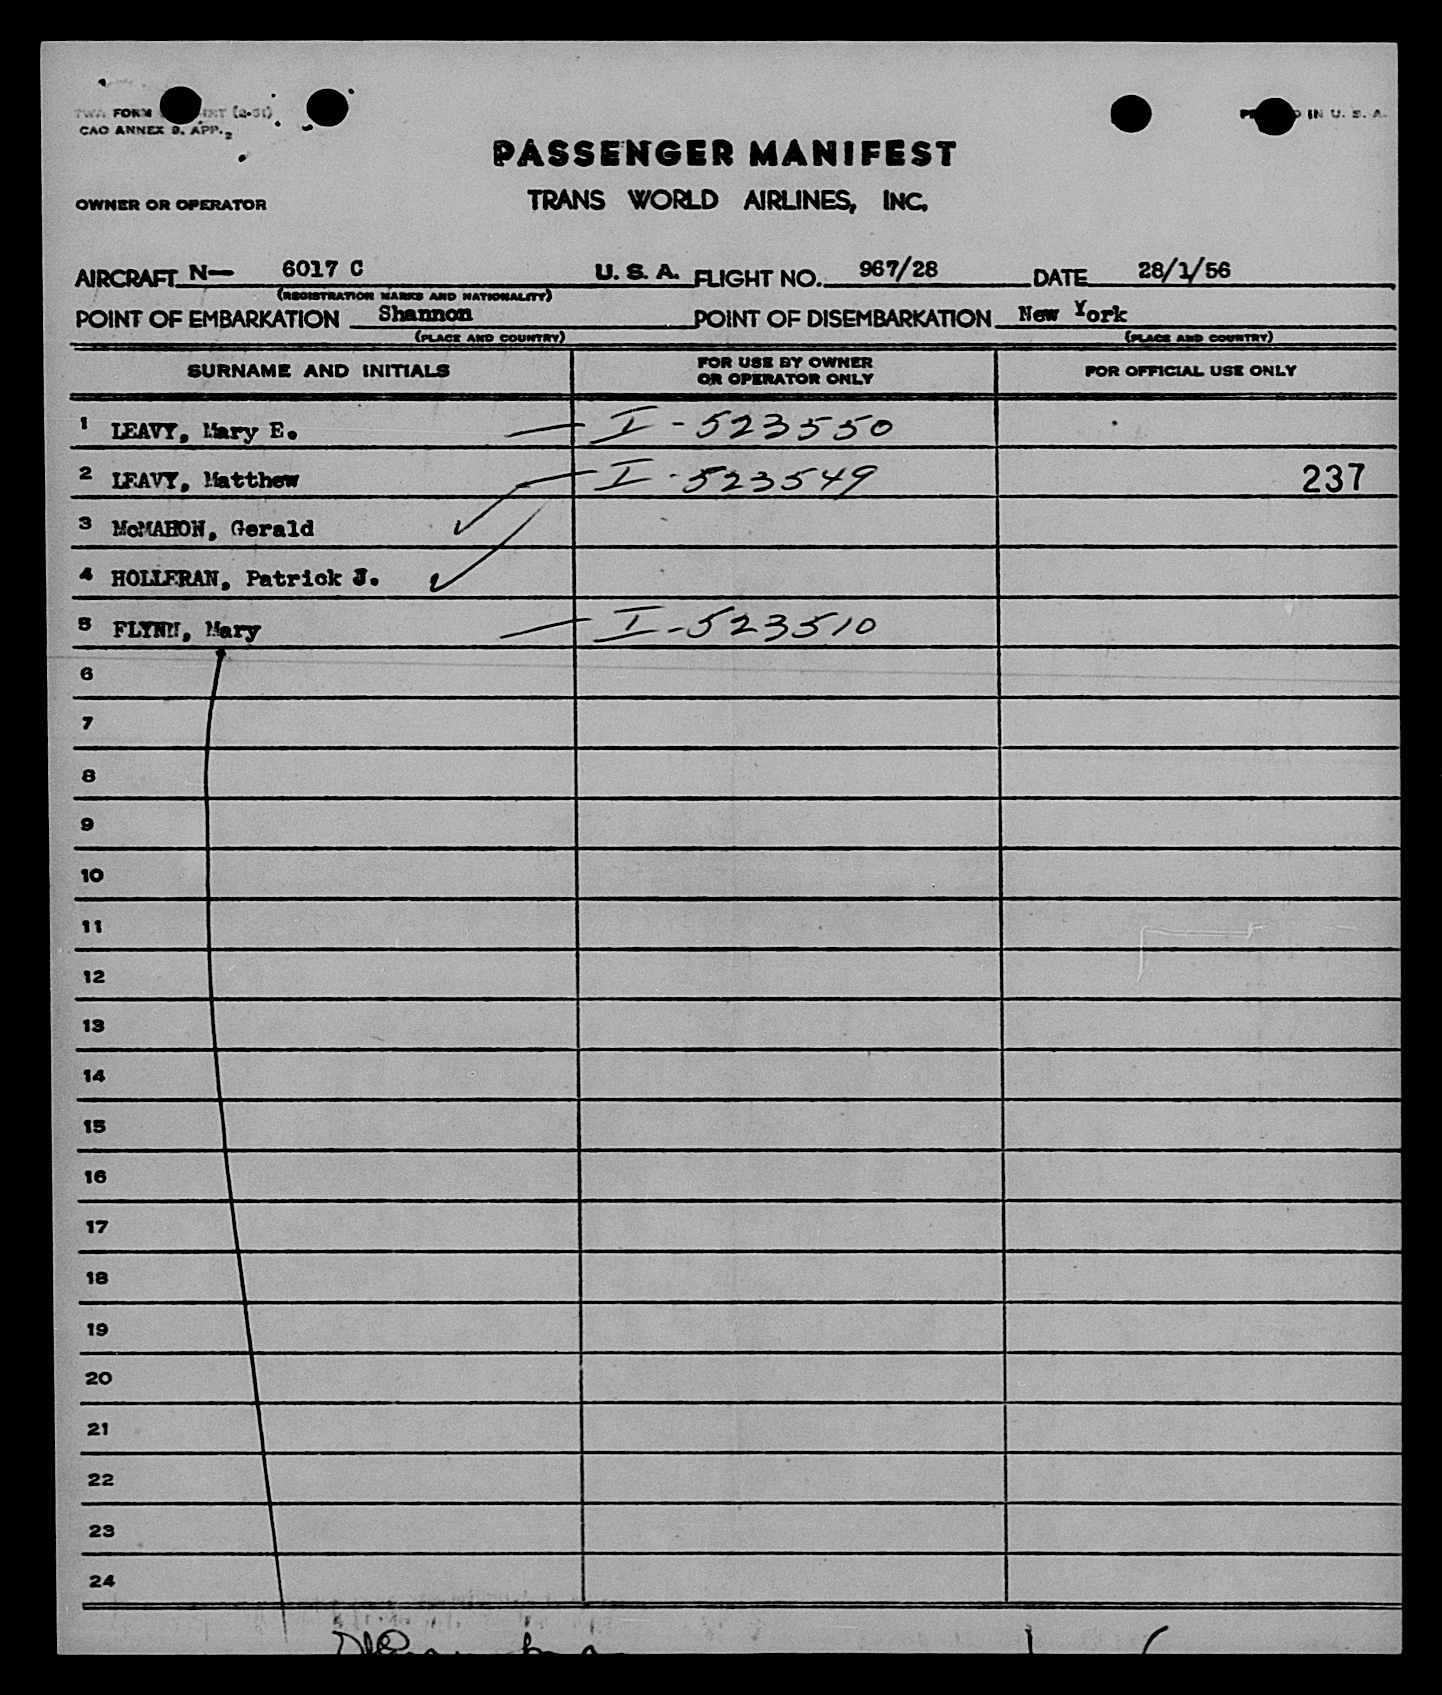 TWA FORM (2-51)
CAO ANNEX 9, APP. 2
PRINTED IN U. S. A.
PASSENGER MANIFEST
TRANS WORLD AIRLINES, INC.
OWNER OR OPERATOR
AIRCRAFT N— 6017 C U. S. A. FLIGHT NO. 967/28 DATE 28/1/56
(REGISTRATION MARKS AND NATIONALITY)
POINT OF EMBARKATION Shannon POINT OF DISEMBARKATION New York
(PLACE AND COUNTRY) (PLACE AND COUNTRY)
SURNAME AND INITIALS FOR USE BY OWNER OR OPERATOR ONLY FOR OFFICIAL USE ONLY
1 LEAVY, Mary E. I-523550
2 LEAVY, Matthew I-523549 237
3 McMAHON, Gerald
4 HOLLERAN, Patrick J.
5 FLYNN, Mary I-523510
6
7
8
9
10
11
12
13
14
15
16
17
18
19
20
21
22
23
24